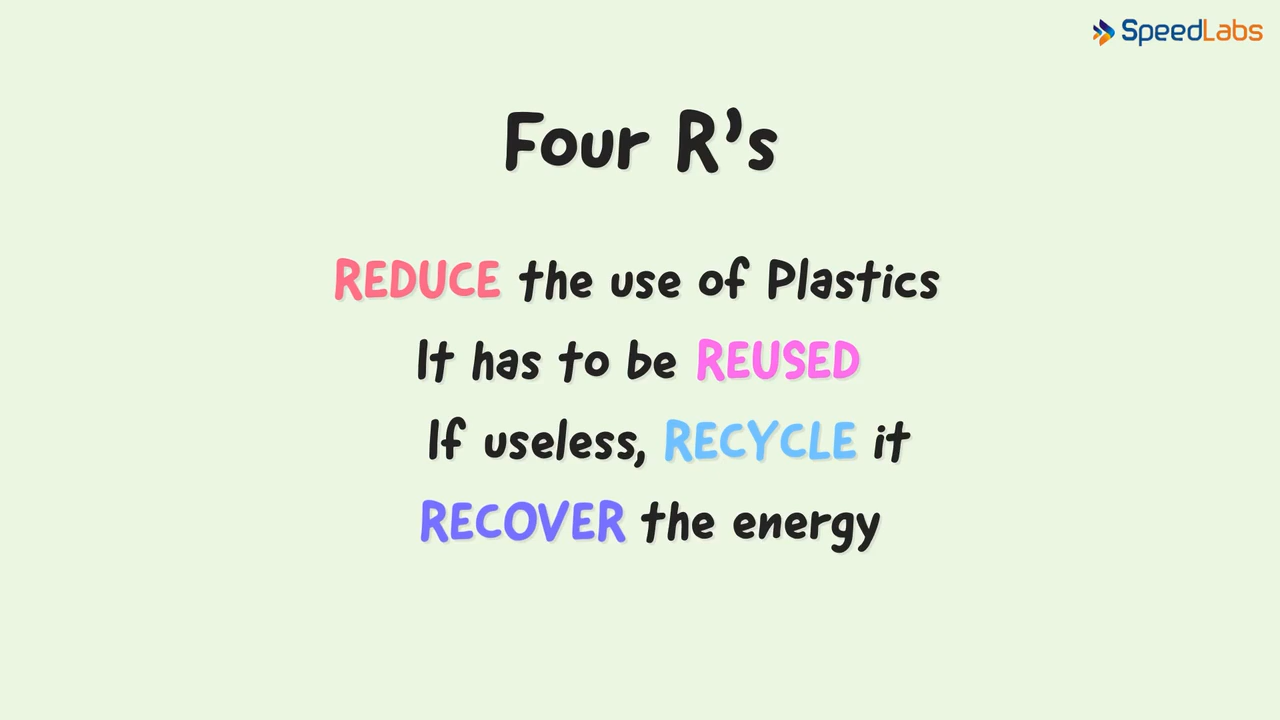 SpeedLabs
Four R's
REDUCE the use of Plastics
It has to be REUSED
If useless, RECYCLE it
RECOVER the energy